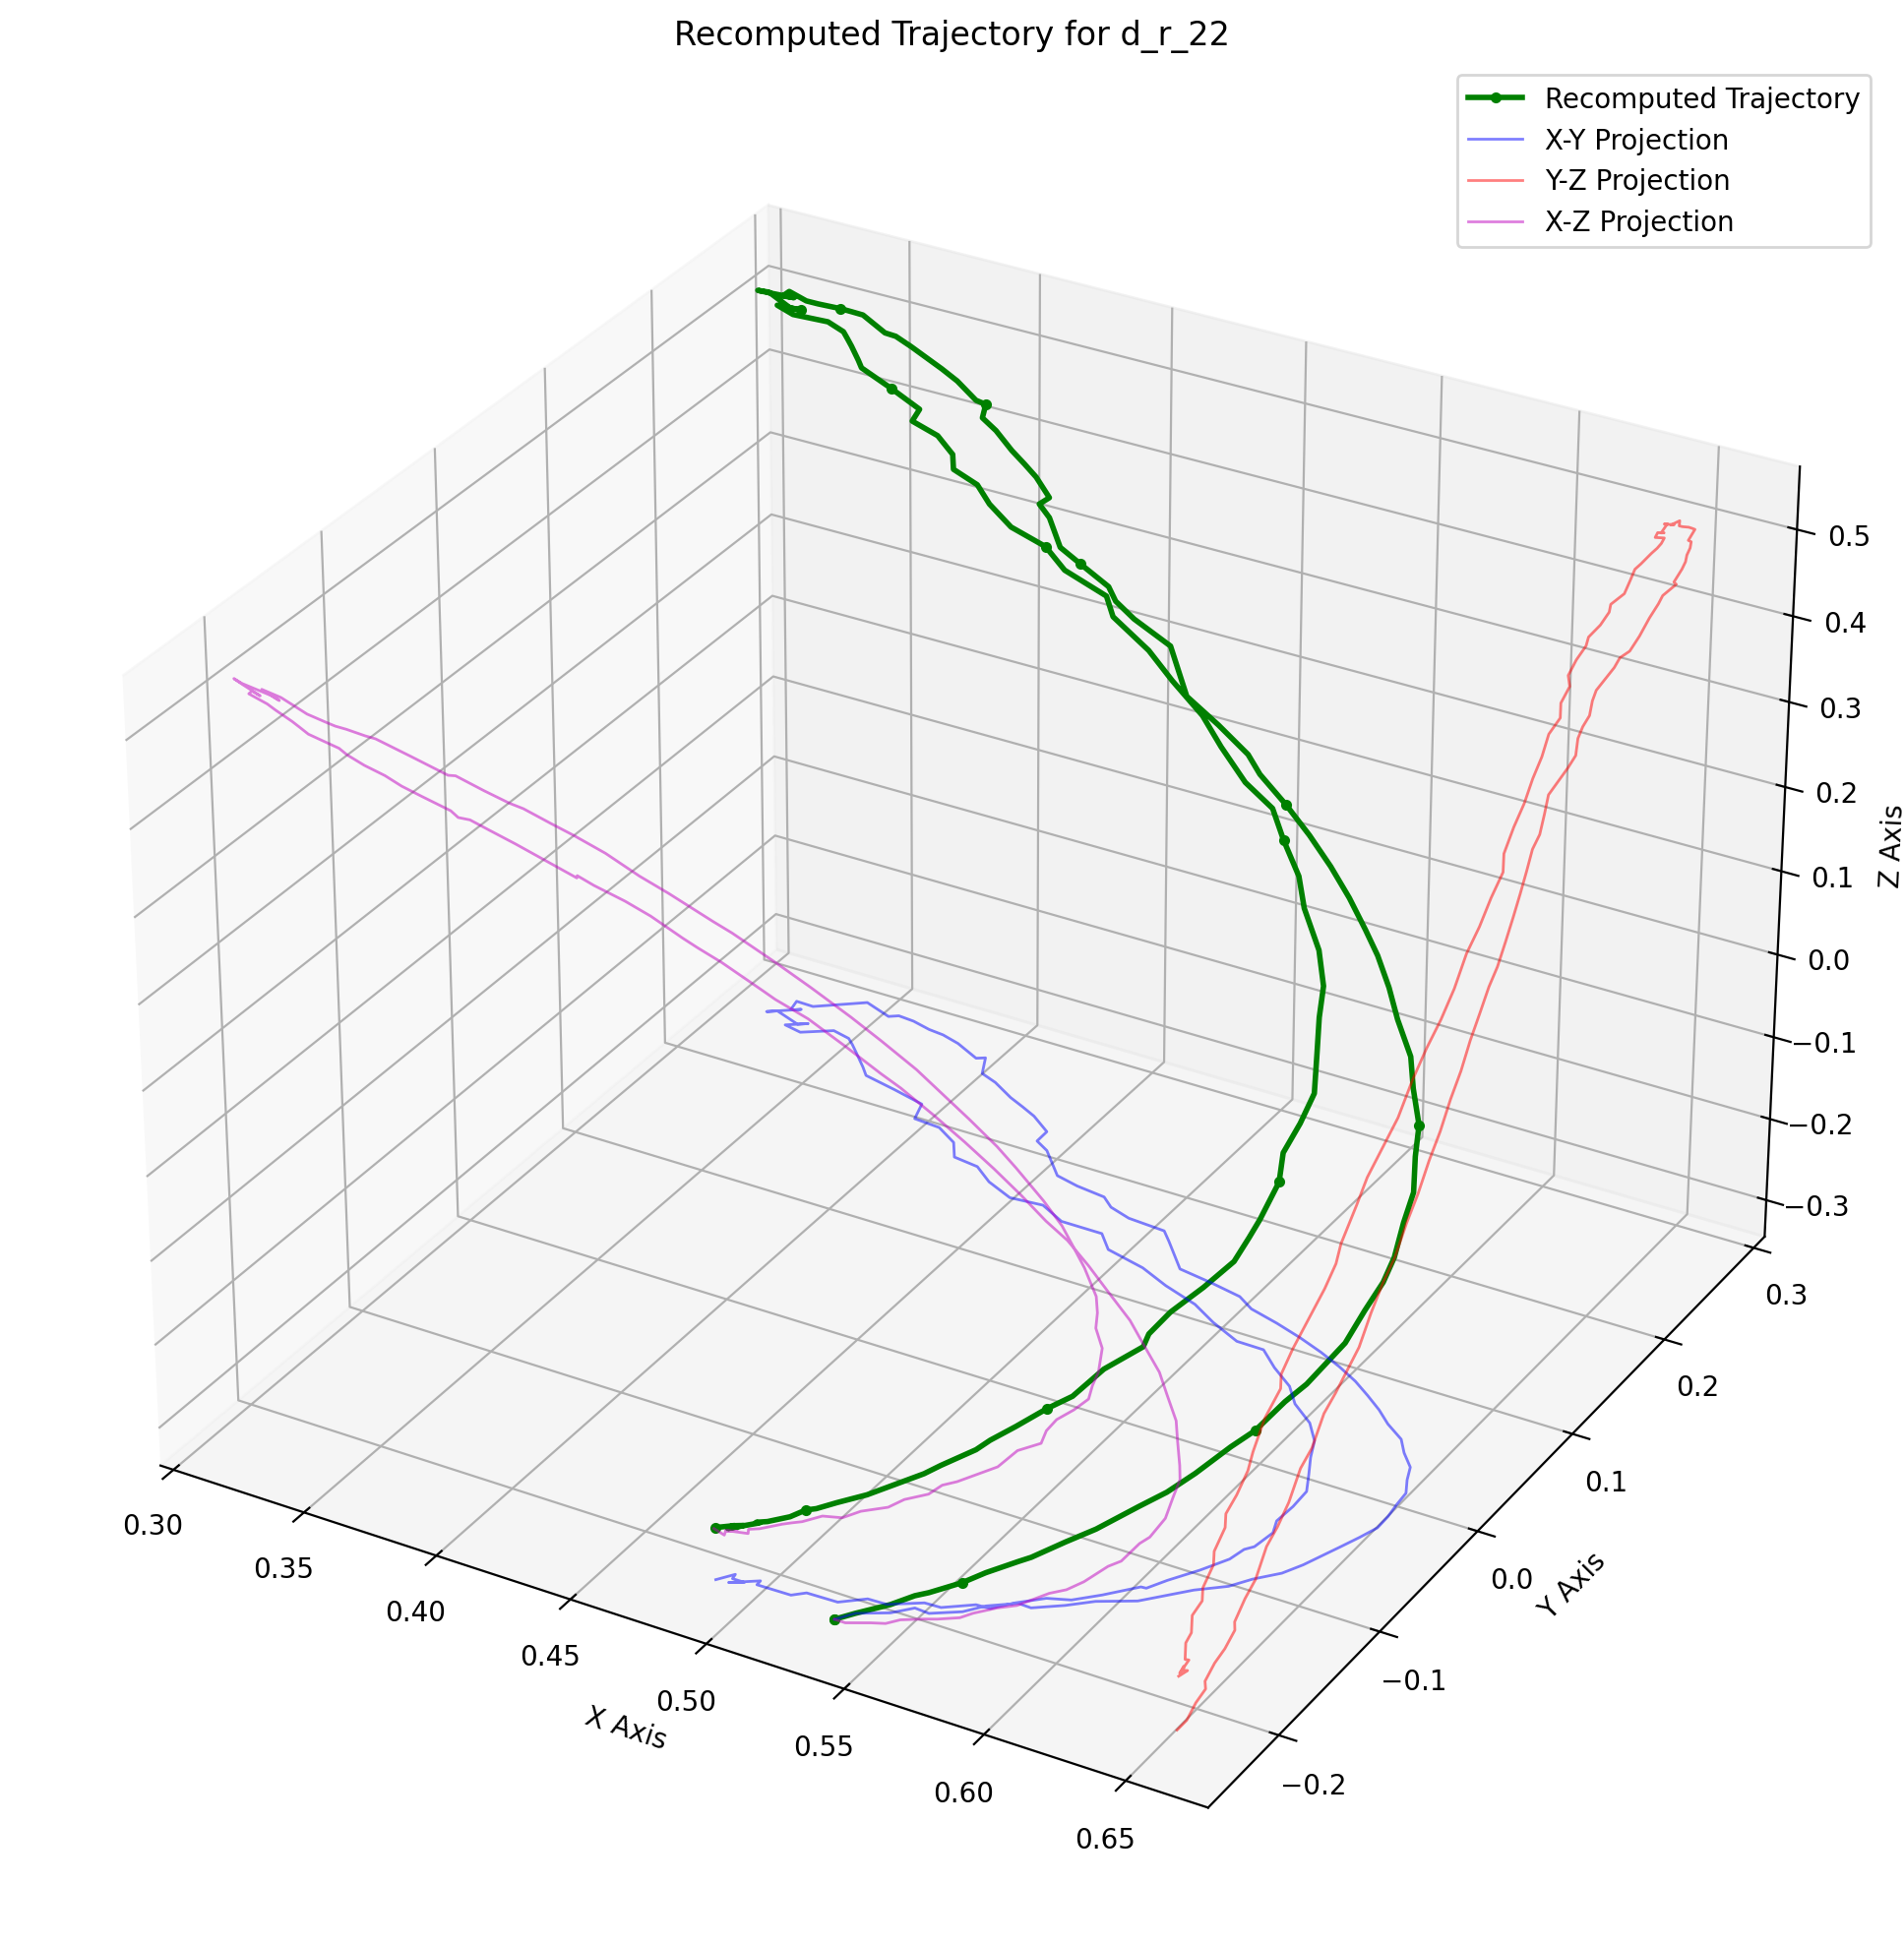 Recomputed Trajectory for d_r_22
Recomputed Trajectory
X-Y Projection
Y-Z Projection
X-Z Projection
0.5
0.4
0.3
0.2
0.1
0.0
−0.1
−0.2
−0.3
Z Axis
0.3
0.2
0.1
0.0
−0.1
−0.2
Y Axis
0.30
0.35
0.40
0.45
0.50
0.55
0.60
0.65
X Axis